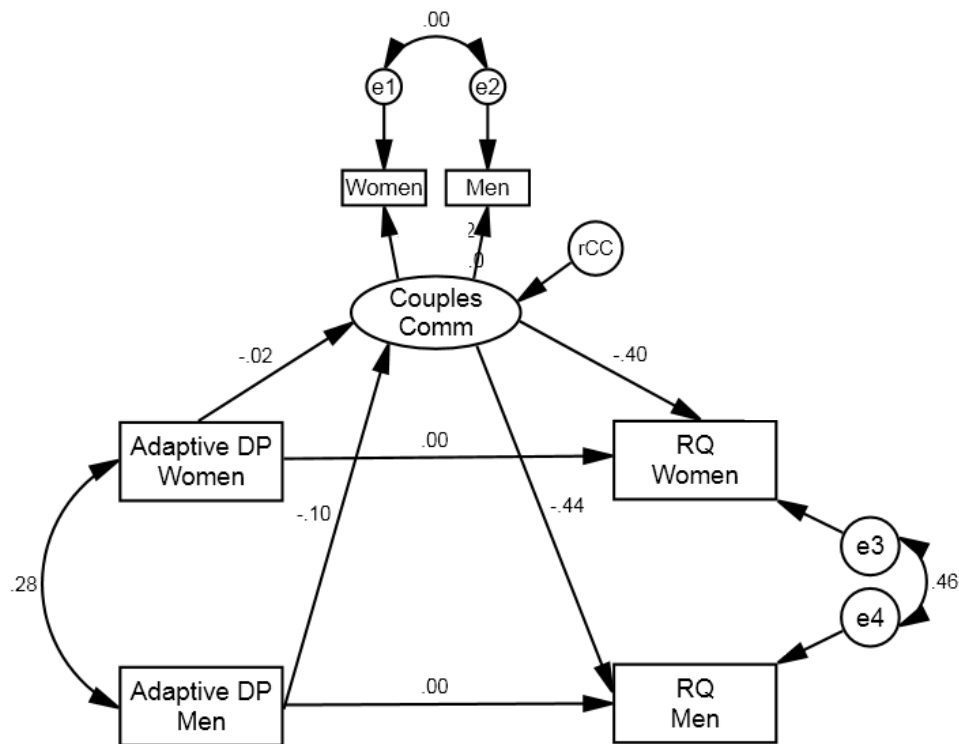 .00
e1 e2
Women Men
rCC
Couples
Comm
-.02 -.40
Adaptive DP
Women
.00
RQ
Women
-.10 -.44
e3
.28 .46
e4
Adaptive DP
Men
.00
RQ
Men